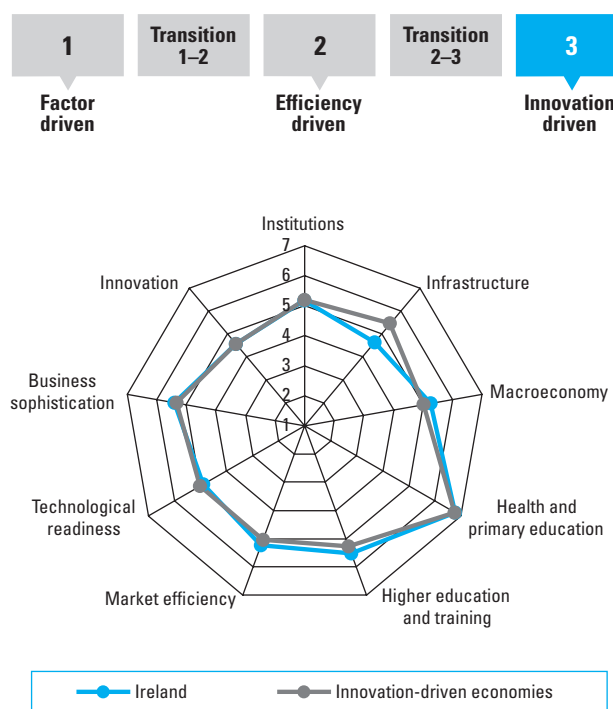 1
Transition
1–2
2
Transition
2–3
3
Factor
driven
Efficiency
driven
Innovation
driven
Institutions
7
6
5
4
3
2
1
Innovation
Infrastructure
Business
sophistication
Macroeconomy
Technological
readiness
Health and
primary education
Market efficiency
Higher education
and training
Ireland
Innovation-driven economies